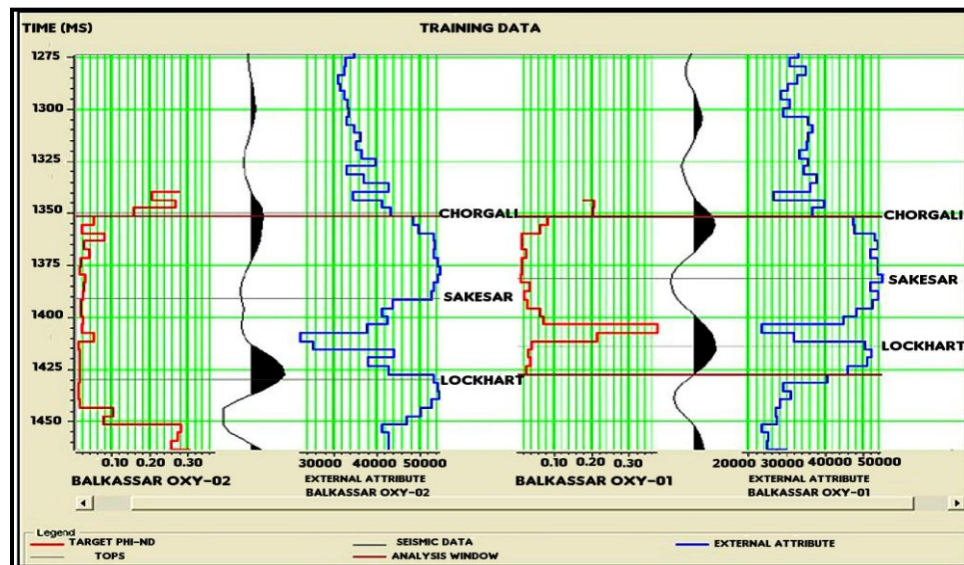 TIME (MS) TRAINING DATA
1275
1300
1325
1350
CHORGALI CHORGALI
1375
SAKESAR
SAKESAR
1400
LOCKHART
1425
LOCKHART
1450
0.10 0.20 0.30 30000 40000 50000 0.10 0.20 0.30 20000 30000 40000 50000
BALKASSAR OXY-02 EXTERNAL ATTRIBUTE BALKASSAR OXY-01 EXTERNAL ATTRIBUTE
BALKASSAR OXY-02 BALKASSAR OXY-01
Legend
TARGET PHI-ND SEISMIC DATA EXTERNAL ATTRIBUTE
TOPS ANALYSIS WINDOW